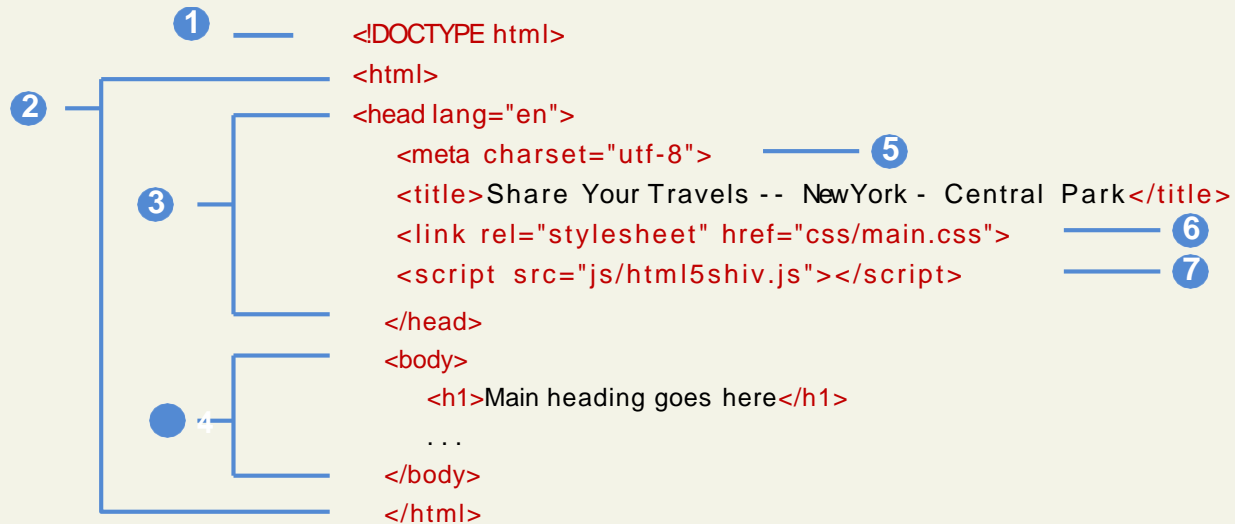 1 <!DOCTYPE html>
<html>
2 <head lang="en">
<meta charset="utf-8"> 5
3 <title>Share Your Travels -- New York - Central Park</title>
<link rel="stylesheet" href="css/main.css"> 6
<script src="js/html5shiv.js"></script> 7
</head>
<body>
<h1>Main heading goes here</h1>
4 . . .
</body>
</html>